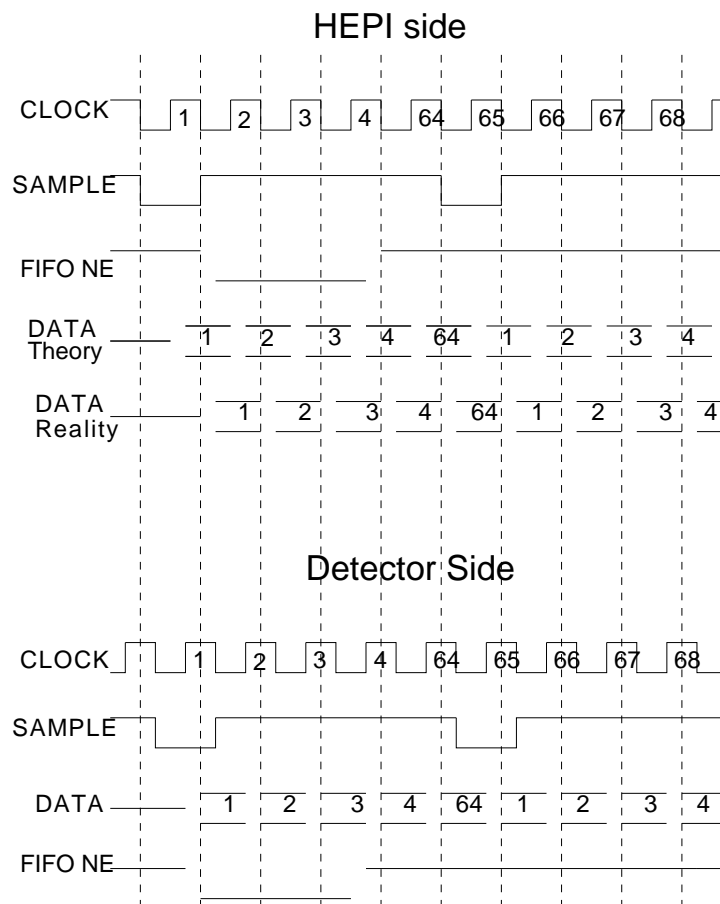 HEPI side
CLOCK 1 2 3 4 64 65 66 67 68
SAMPLE
FIFO NE
DATA
Theory
1 2 3 4 64 1 2 3 4
DATA
Reality
1 2 3 4 64 1 2 3 4
Detector Side
CLOCK 1 2 3 4 64 65 66 67 68
SAMPLE
DATA 1 2 3 4 64 1 2 3 4
FIFO NE